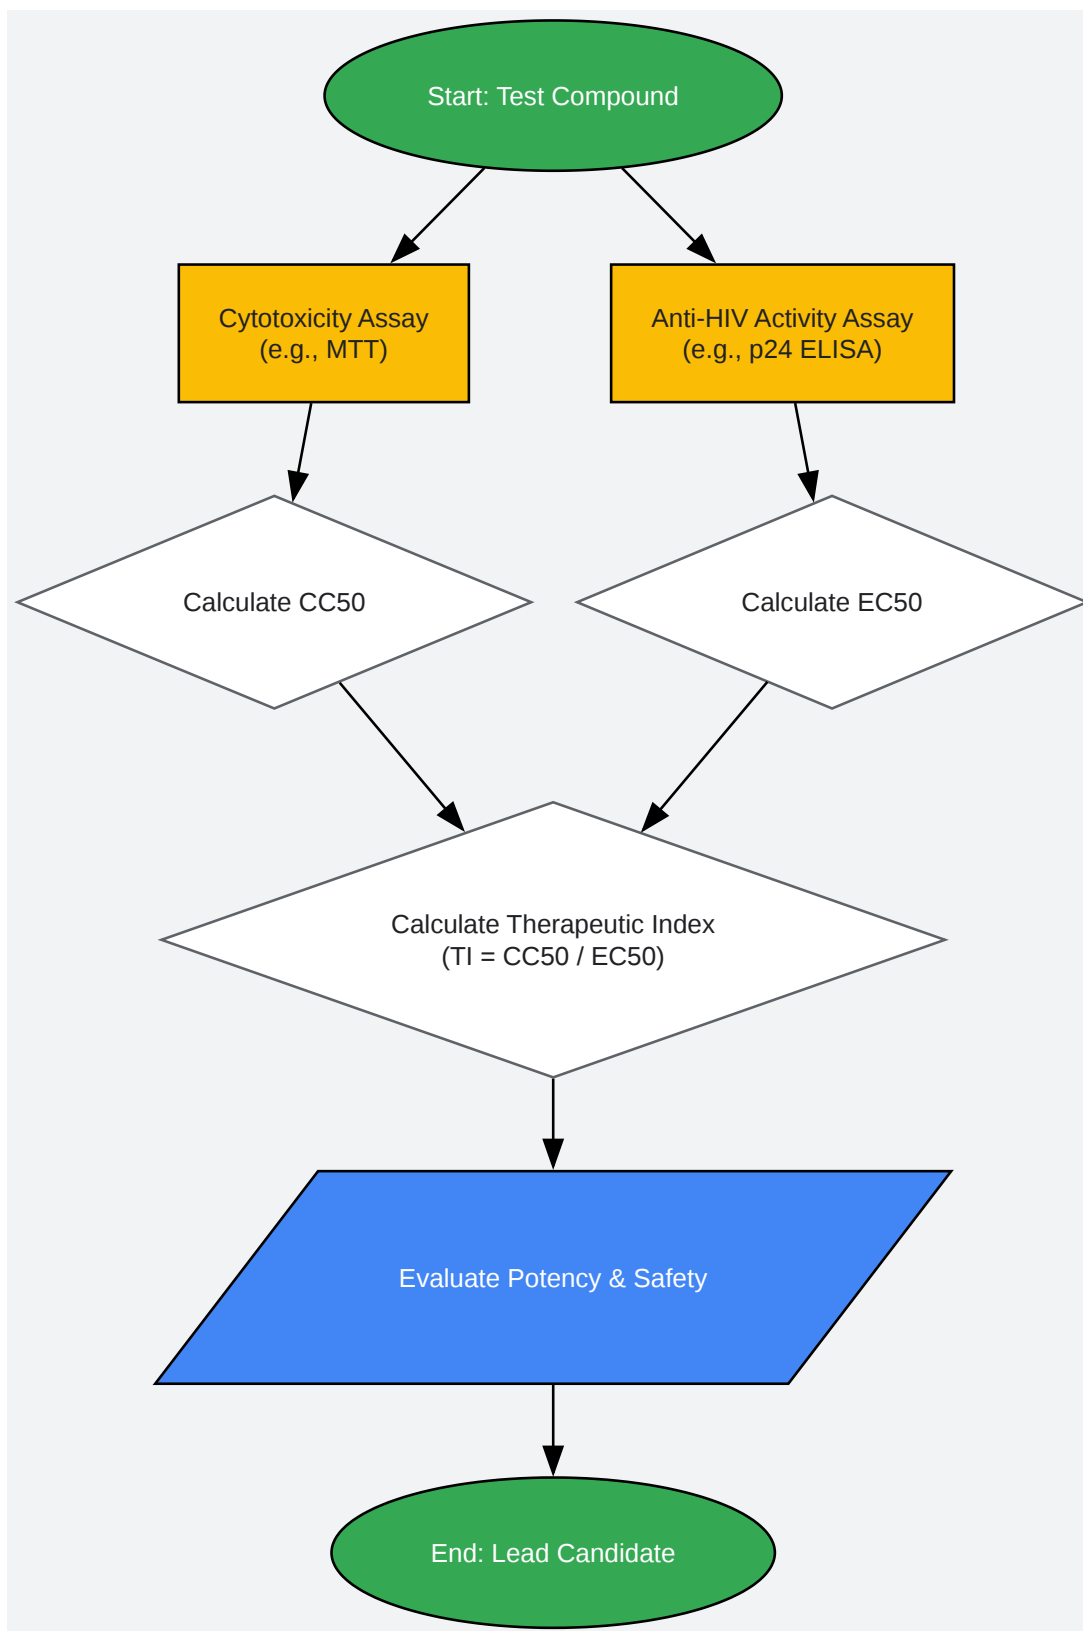 Start: Test Compound
Cytotoxicity Assay
(e.g., MTT)
Anti-HIV Activity Assay
(e.g., p24 ELISA)
Calculate CC50
Calculate EC50
Calculate Therapeutic Index
(TI = CC50 / EC50)
Evaluate Potency & Safety
End: Lead Candidate